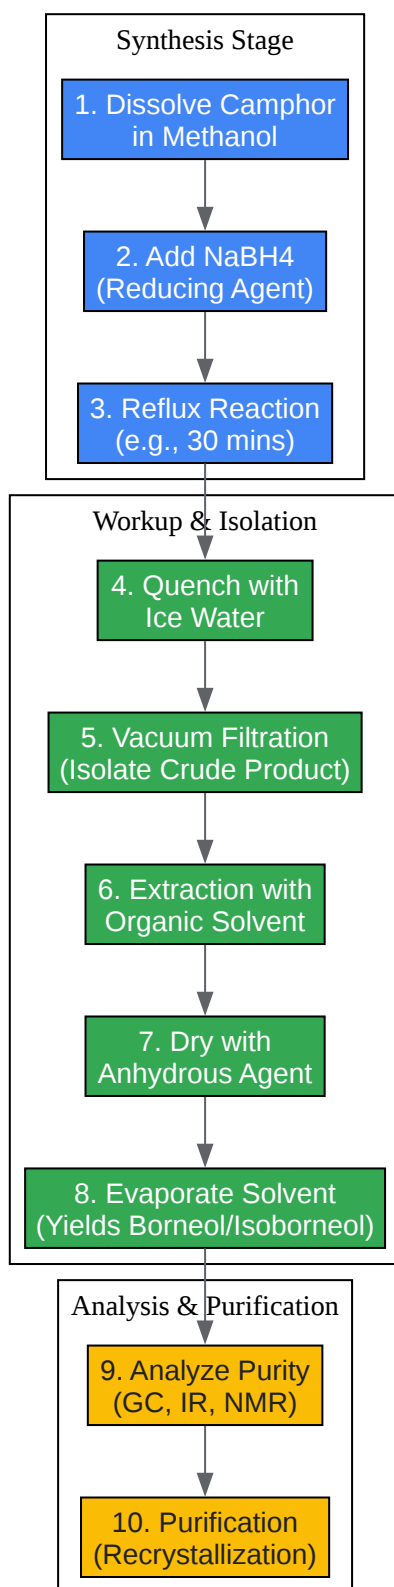 Synthesis Stage
1. Dissolve Camphor
in Methanol
2. Add NaBH4
(Reducing Agent)
3. Reflux Reaction
(e.g., 30 mins)
Workup & Isolation
4. Quench with
Ice Water
5. Vacuum Filtration
(Isolate Crude Product)
6. Extraction with
Organic Solvent
7. Dry with
Anhydrous Agent
8. Evaporate Solvent
(Yields Borneol/Isoborneol)
Analysis & Purification
9. Analyze Purity
(GC, IR, NMR)
10. Purification
(Recrystallization)